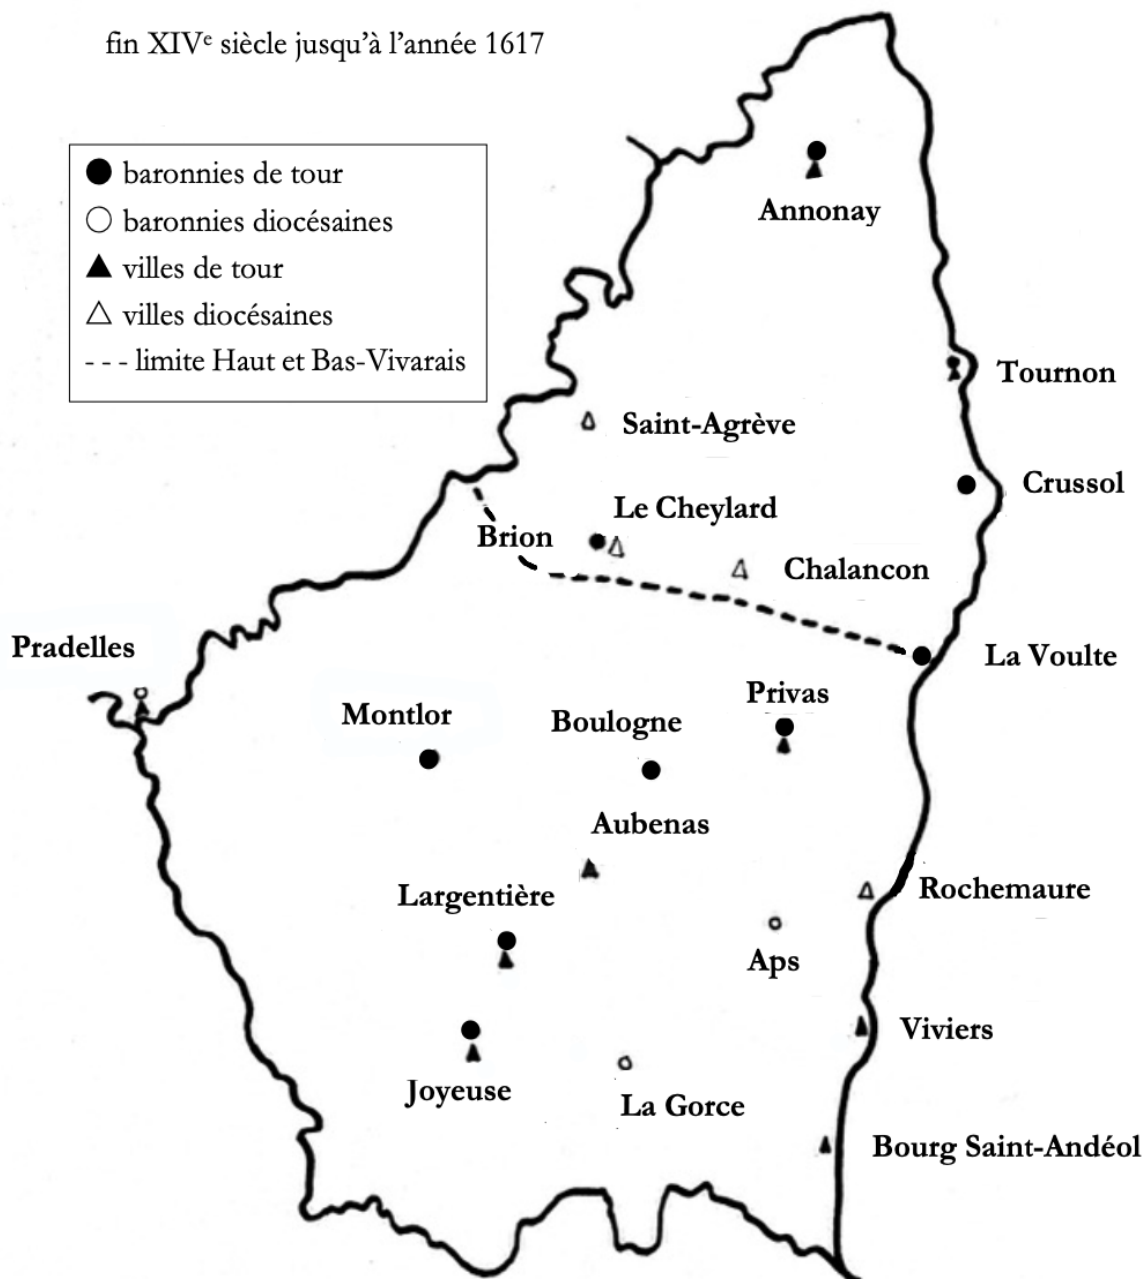 fin XIVe siècle jusqu'à l'année 1617
baronnies de tour
baronnies diocésaines
villes de tour
villes diocésaines
- - - limite Haut et Bas-Vivarais
Annonay
Tournon
Saint-Agrève
Crussol
Le Cheylard
Brion
Chalancon
Pradelles
La Voulte
Privas
Montlor
Boulogne
Aubenas
Largentière
Rochemaure
Aps
Viviers
Joyeuse
La Gorce
Bourg Saint-Andéol